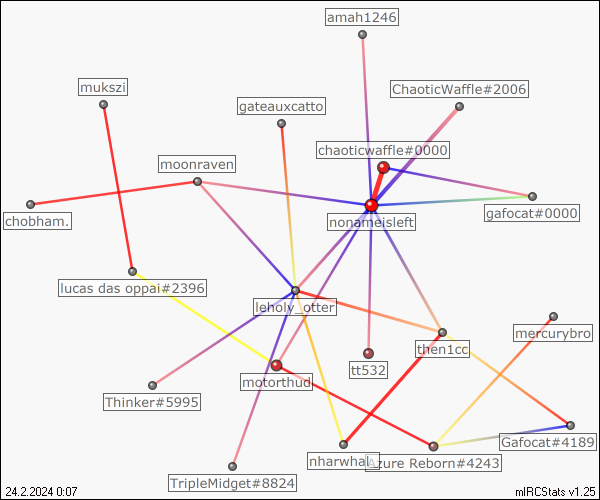 amah1246
mukszi
ChaoticWaffle#2006
gateauxcatto
chaoticwaffle#0000
moonraven
chobham.
nonameisleft
gafocat#0000
lucas das oppai#2396
leholy_otter
mercurybro
then1cc
tt532
motorthud
Thinker#5995
Gafocat#4189
nharwhal_
Azure Reborn#4243
TripleMidget#8824
24.2.2024 0:07
mIRCStats v1.25